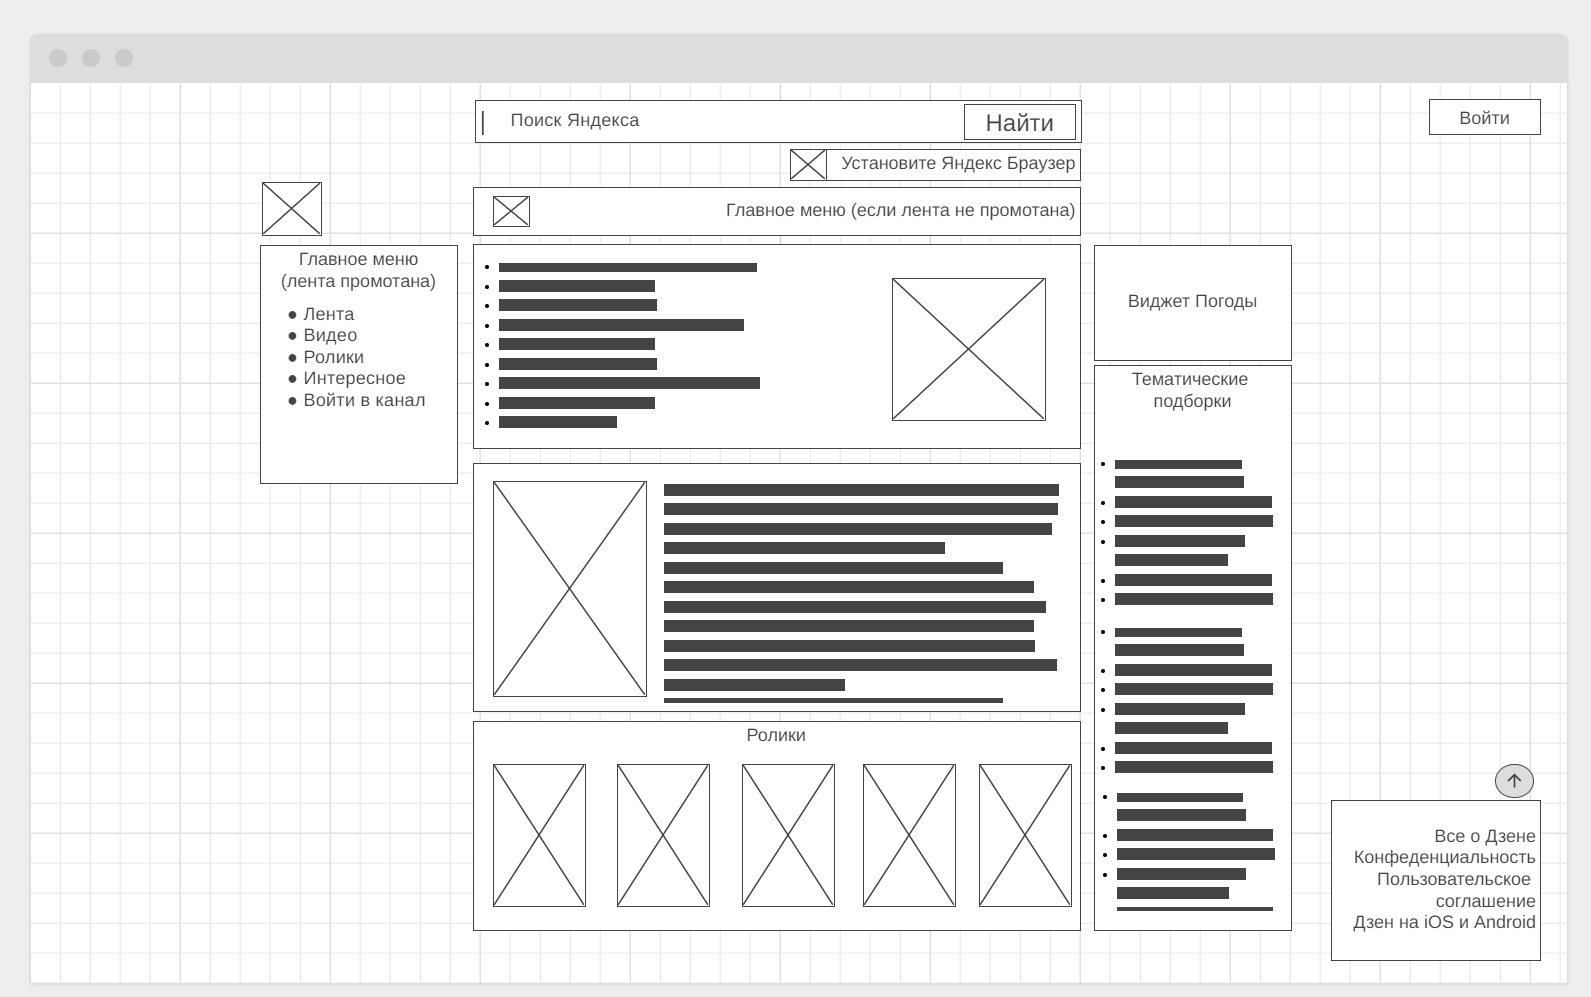 Поиск Яндекса
Найти
Войти
Установите Яндекс Браузер
Главное меню (если лента не промотана)
Главное меню
(лента промотана)
● Лента
● Видео
● Ролики
● Интересное
● Войти в канал
Виджет Погоды
Тематические
подборки
Ролики
Все о Дзене
Конфеденциальность
Пользовательское
соглашение
Дзен на iOS и Android